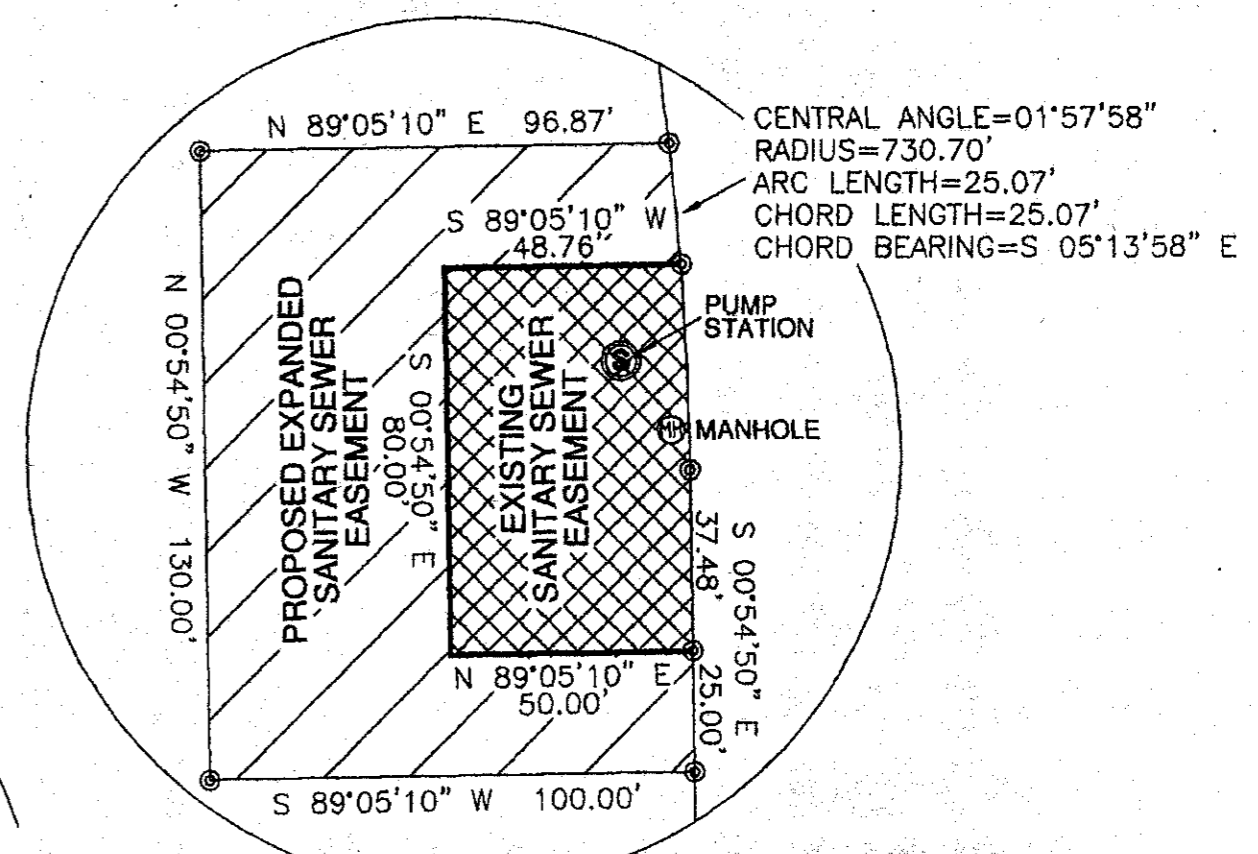 N 89°05'10" E 96.87'
CENTRAL ANGLE=01°57'58"
RADIUS=730.70'
ARC LENGTH=25.07'
CHORD LENGTH=25.07'
CHORD BEARING=S 05°13'58" E
S 89°05'10" W
48.76"
N 00°54'50" W 130.00'
PROPOSED EXPANDED
SANITARY SEWER
EASEMENT
S 00°54'50" E
80.00'
EXISTING
SANITARY SEWER
EASEMENT
PUMP
STATION
MH
MANHOLE
S 00°54'50" E
37.48'
25.00'
N 89°05'10" E
50.00'
S 89°05'10" W 100.00'